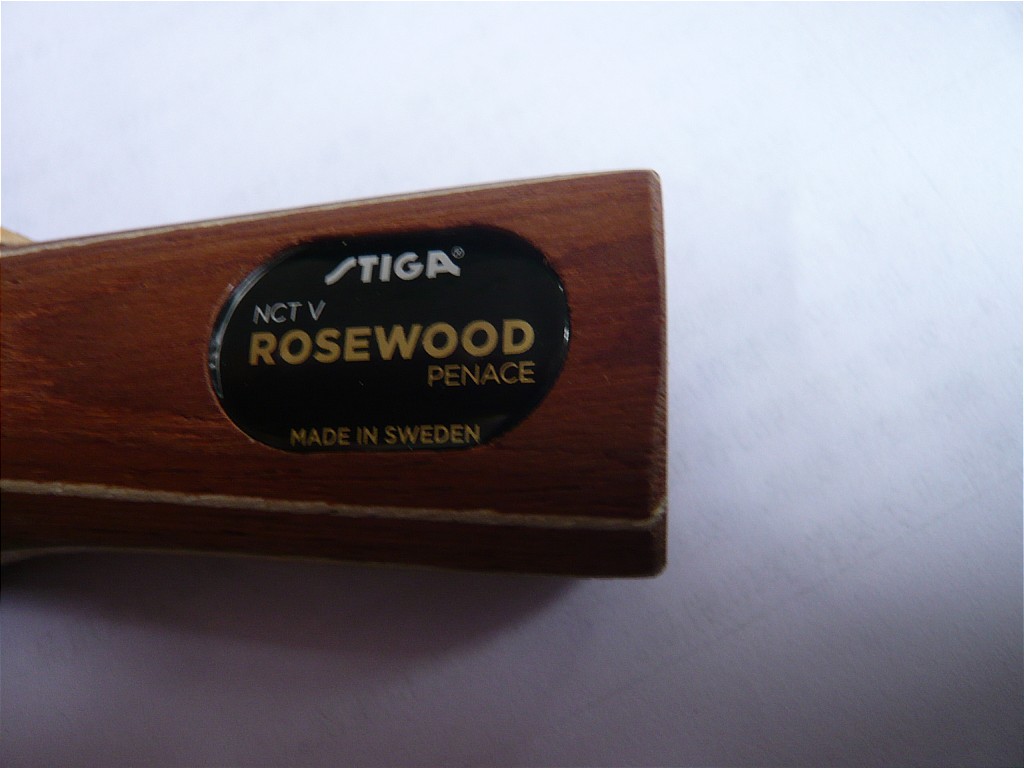 STIGA®
NCT V
ROSEWOOD
PENACE
MADE IN SWEDEN